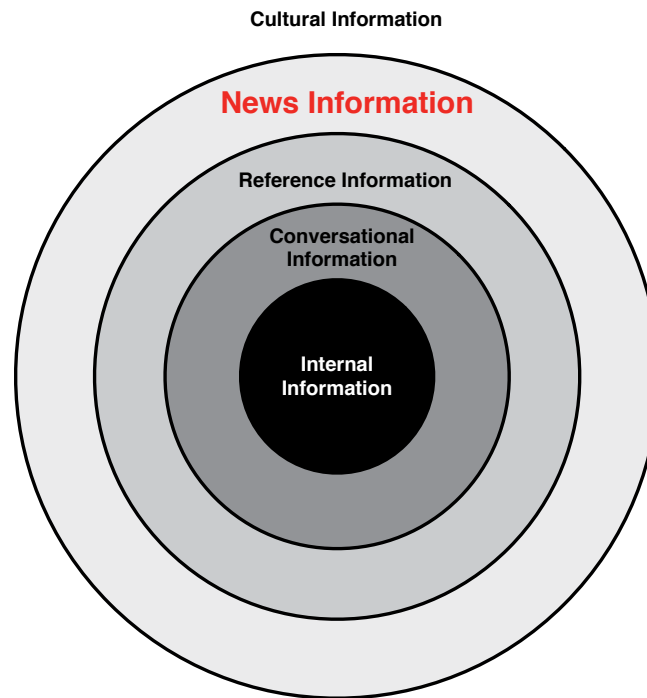 Cultural Information
News Information
Reference Information
Conversational
Information
Internal
Information